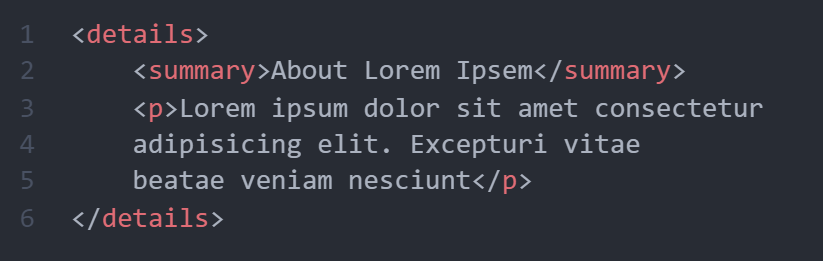 1 <details>
2     <summary>About Lorem Ipsem</summary>
3     <p>Lorem ipsum dolor sit amet consectetur
4     adipisicing elit. Excepturi vitae
5     beatae veniam nesciunt</p>
6 </details>